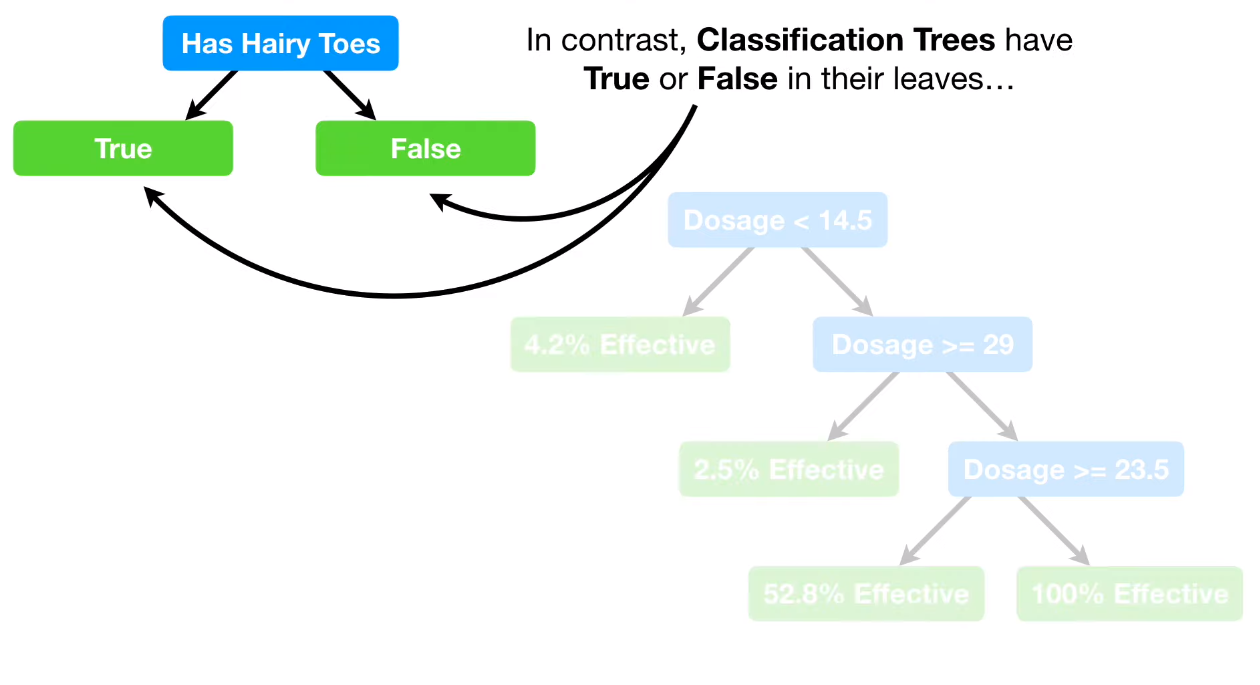 Has Hairy Toes
In contrast, Classification Trees have
True or False in their leaves…
True
False
Dosage < 14.5
4.2% Effective
Dosage >= 29
2.5% Effective
Dosage >= 23.5
52.8% Effective
100% Effective